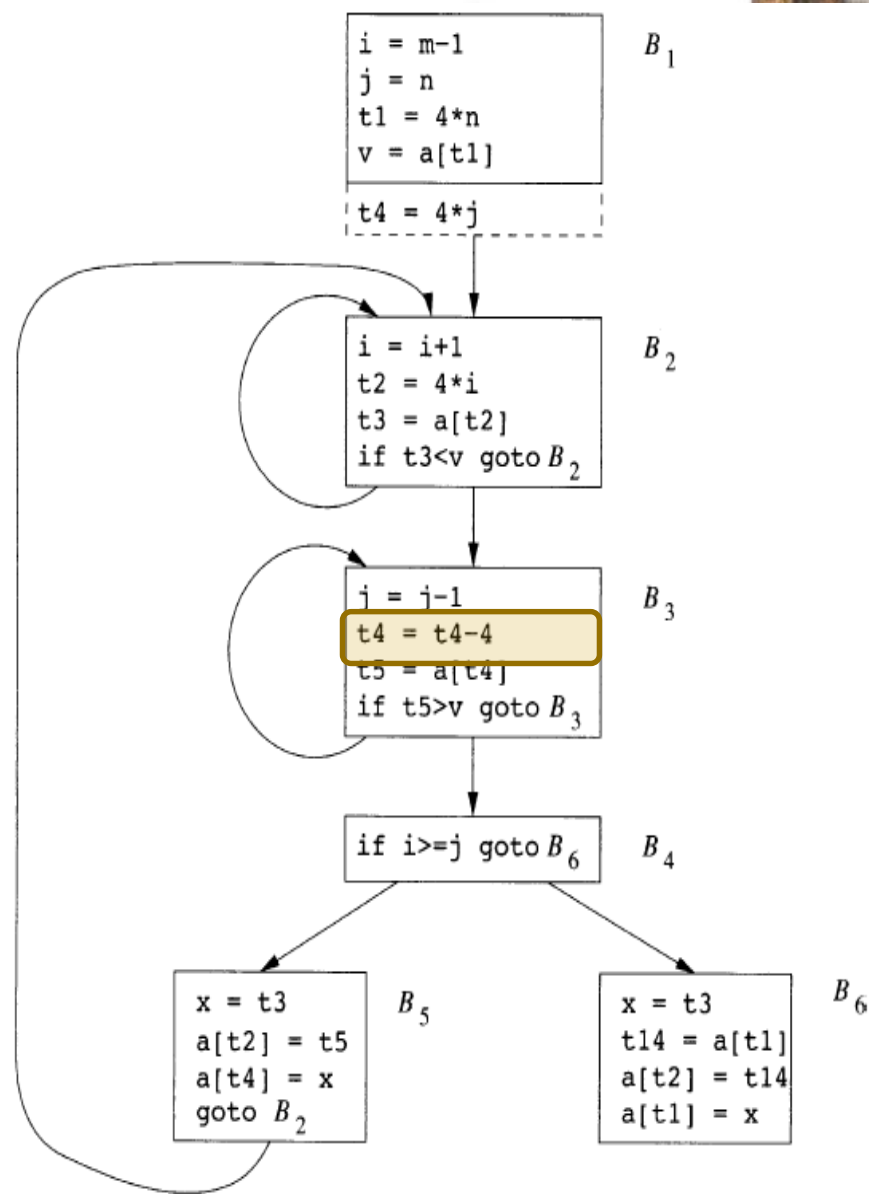 i = m-1
j = n
t1 = 4*n
v = a[t1]
B1
t4 = 4*j
i = i+1
t2 = 4*i
t3 = a[t2]
if t3<v goto B2
B2
j = j-1
t4 = t4-4
t5 = a[t4]
if t5>v goto B3
B3
if i>=j goto B6
B4
x = t3
a[t2] = t5
a[t4] = x
goto B2
B5
x = t3
t14 = a[t1]
a[t2] = t14
a[t1] = x
B6